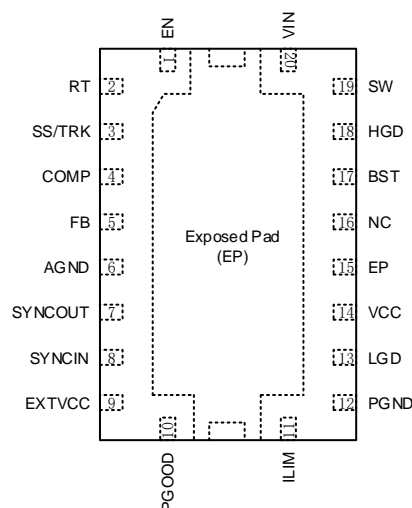 EN
VIN
1
20
RT
2
19
SW
SS/TRK
3
18
HGD
COMP
4
17
BST
FB
5
16
NC
Exposed Pad
(EP)
AGND
6
15
EP
SYNCOUT
7
14
VCC
SYNCIN
8
13
LGD
EXTVCC
9
12
PGND
10
11
PGOOD
ILIM